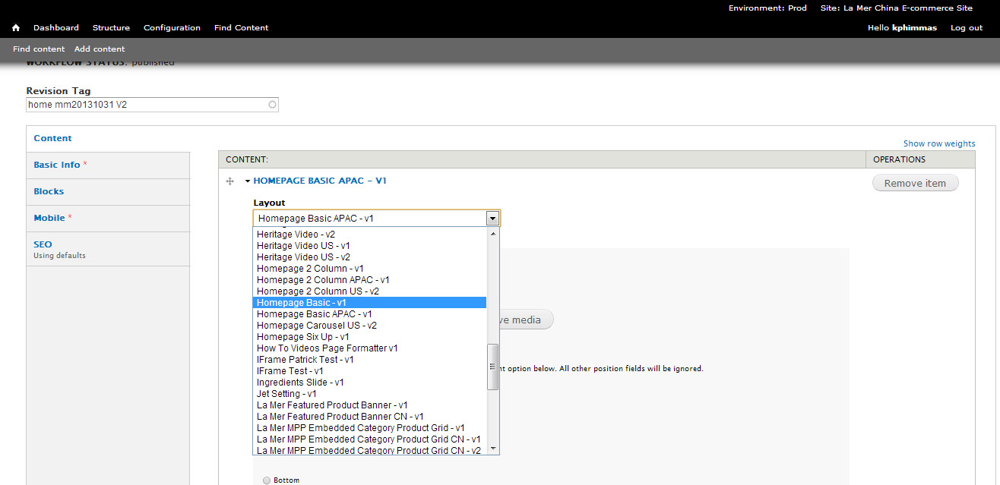 Environment: Prod Site: La Mer China E-commerce Site
Dashboard Structure Configuration Find Content Hello kphimmas Log out
Find content Add content
WORKFLOW STATUS: published
Revision Tag
home mm20131031 V2
Content
Show row weights
Basic Info *
CONTENT: OPERATIONS
Blocks
HOMEPAGE BASIC APAC - V1 Remove item
Mobile *
Layout
Homepage Basic APAC - v1
SEO
Using defaults
Heritage Video - v2
Heritage Video US - v1
Heritage Video US - v2
Homepage 2 Column - v1
Homepage 2 Column APAC - v1
Homepage 2 Column US - v2
Homepage Basic - v1
Homepage Basic APAC - v1
Homepage Carousel US - v2
Homepage Six Up - v1
How To Videos Page Formatter v1
IFrame Patrick Test - v1
IFrame Test - v1
Ingredients Slide - v1
Jet Setting - v1
La Mer Featured Product Banner - v1
La Mer Featured Product Banner CN - v1
La Mer MPP Embedded Category Product Grid - v1
La Mer MPP Embedded Category Product Grid CN - v1
La Mer MPP Embedded Category Product Grid CN - v2
ve media
nt option below. All other position fields will be ignored.
Bottom